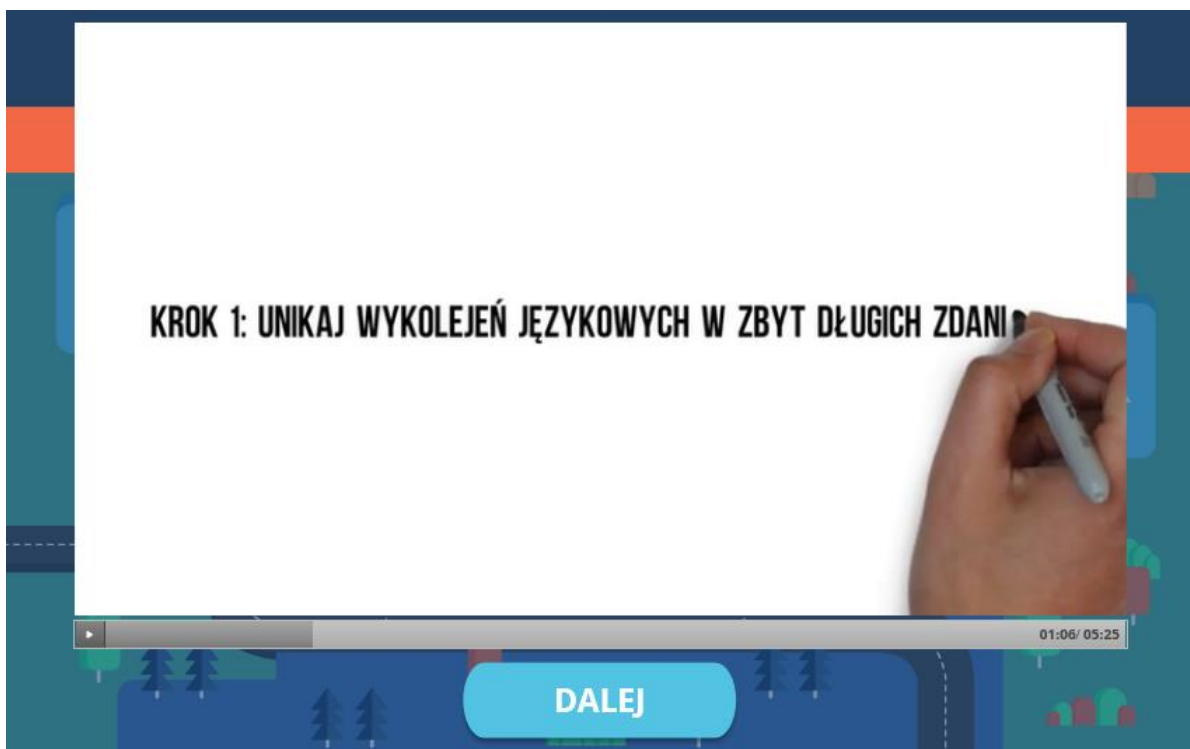 KROK 1: UNIKAJ WYKOLEJEŃ JĘZYKOWYCH W ZBYT DŁUGICH ZDANI
01:06/ 05:25
DALEJ